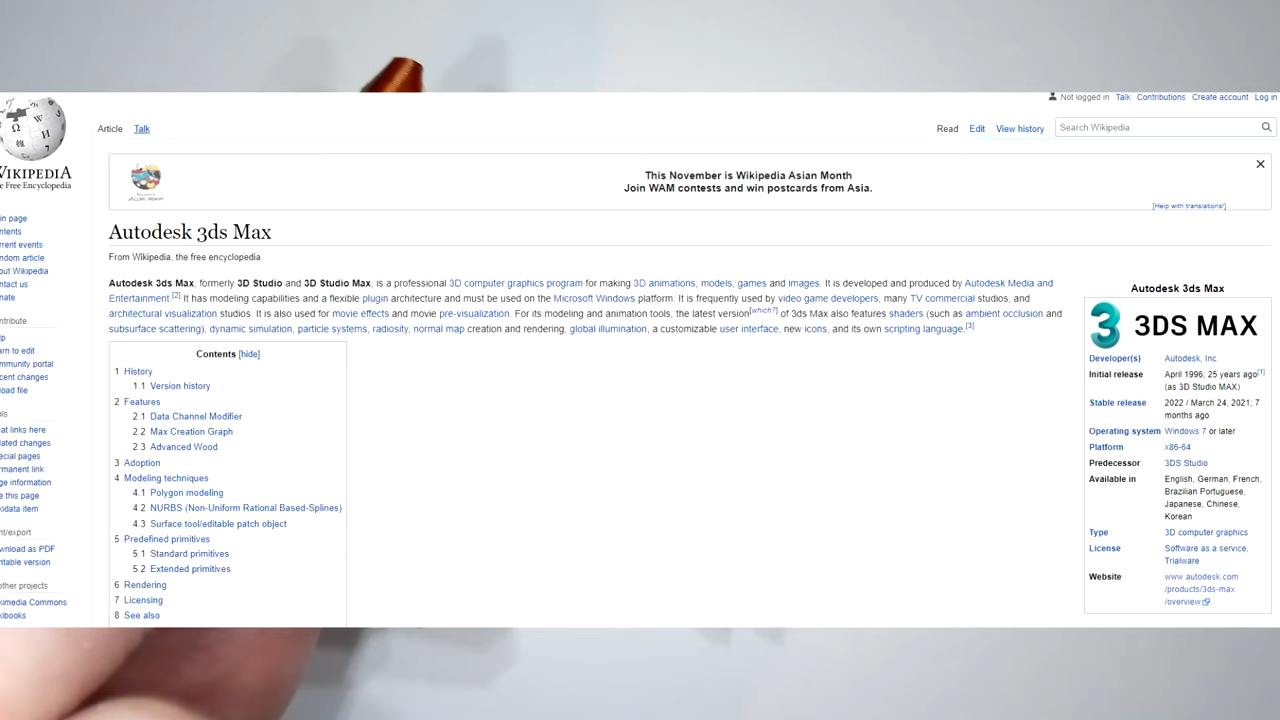 Not logged in Talk Contributions Create account Log in
Article Talk
Read Edit View history Search Wikipedia
WIKIPEDIA
Free Encyclopedia
This November is Wikipedia Asian Month
Join WAM contests and win postcards from Asia.
[Help with translations!]
Autodesk 3ds Max
From Wikipedia, the free encyclopedia
Autodesk 3ds Max, formerly 3D Studio and 3D Studio Max, is a professional 3D computer graphics program for making 3D animations, models, games and images. It is developed and produced by Autodesk Media and
Entertainment.[2] It has modeling capabilities and a flexible plugin architecture and must be used on the Microsoft Windows platform. It is frequently used by video game developers, many TV commercial studios, and
architectural visualization studios. It is also used for movie effects and movie pre-visualization. For its modeling and animation tools, the latest version[which?] of 3ds Max also features shaders (such as ambient occlusion and
subsurface scattering), dynamic simulation, particle systems, radiosity, normal map creation and rendering, global illumination, a customizable user interface, new icons, and its own scripting language.[3]
Contents [hide]
1 History
1.1 Version history
2 Features
2.1 Data Channel Modifier
2.2 Max Creation Graph
2.3 Advanced Wood
3 Adoption
4 Modeling techniques
4.1 Polygon modeling
4.2 NURBS (Non-Uniform Rational Based-Splines)
4.3 Surface tool/editable patch object
5 Predefined primitives
5.1 Standard primitives
5.2 Extended primitives
6 Rendering
7 Licensing
8 See also
Autodesk 3ds Max
3 3DS MAX
Developer(s) Autodesk, Inc.
Initial release April 1996; 25 years ago[1]
(as 3D Studio MAX)
Stable release 2022 / March 24, 2021; 7
months ago
Operating system Windows 7 or later
Platform x86-64
Predecessor 3DS Studio
Available in English, German, French,
Brazilian Portuguese,
Japanese, Chinese,
Korean
Type 3D computer graphics
License Software as a service,
Trialware
Website www.autodesk.com
/products/3ds-max
/overview
in page
ntents
rrent events
ndom article
out Wikipedia
ntact us
nate
ntribute
lp
arn to edit
mmunity portal
cent changes
load file
ols
at links here
lated changes
ecial pages
rmanent link
ge information
e this page
kidata item
nt/export
wnload as PDF
ntable version
other projects
kimedia Commons
kibooks